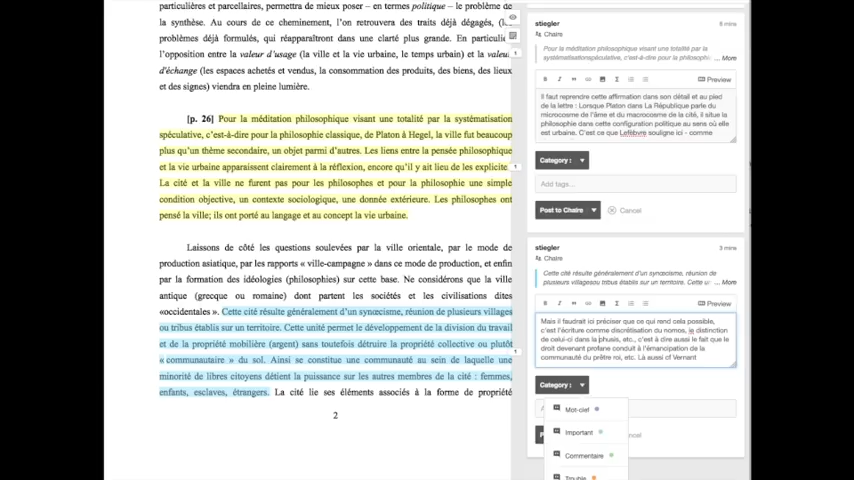 particulières et parcellaires, permettra de mieux poser – en termes politique – le problème de
la synthèse. Au cours de ce cheminement, l'on retrouvera des traits déjà dégagés, (les
problèmes déjà formulés, qui réapparaîtront dans une clarté plus grande. En particulier
l'opposition entre la valeur d'usage (la ville et la vie urbaine, le temps urbain) et la valeur
d'échange (les espaces achetés et vendus, la consommation des produits, des biens, des lieux
et des signes) viendra en pleine lumière.
[p. 26] Pour la méditation philosophique visant une totalité par la systématisation
spéculative, c'est-à-dire pour la philosophie classique, de Platon à Hegel, la ville fut beaucoup
plus qu'un thème secondaire, un objet parmi d'autres. Les liens entre la pensée philosophique
et la vie urbaine apparaissent clairement à la réflexion, encore qu'il y ait lieu de les explicite
La cité et la ville ne furent pas pour les philosophes et pour la philosophie une simple
condition objective, un contexte sociologique, une donnée extérieure. Les philosophes ont
pensé la ville; ils ont porté au langage et au concept la vie urbaine.
Laissons de côté les questions soulevées par la ville orientale, par le mode de
production asiatique, par les rapports « ville-campagne » dans ce mode de production, et enfin
par la formation des idéologies (philosophies) sur cette base. Ne considérons que la ville
antique (grecque ou romaine) dont partent les sociétés et les civilisations dites
«occidentales ». Cette cité résulte généralement d'un synœcisme, réunion de plusieurs villages
ou tribus établis sur un territoire. Cette unité permet le développement de la division du travail
et de la propriété mobilière (argent) sans toutefois détruire la propriété collective ou plutôt
« communautaire » du sol. Ainsi se constitue une communauté au sein de laquelle une
minorité de libres citoyens détient la puissance sur les autres membres de la cité : femmes,
enfants, esclaves, étrangers. La cité lie ses éléments associés à la forme de propriété
2
1
1
1
stiegler
6 mins
Chaire
Pour la méditation philosophique visant une totalité par la
systématisationspéculative, c'est-à-dire pour la philosophi
... More
B I
Preview
Il faut reprendre cette affirmation dans son détail et au pied
de la lettre : Lorsque Platon dans La République parle du
microcosme de l'âme et du macrocosme de la cité, il situe la
philosophie dans cette configuration politique au sens où elle
est urbaine. C'est ce que Lefèbvre souligne ici - comme
Category :
Add tags...
Post to Chaire
Cancel
stiegler
3 mins
Chaire
Cette cité résulte généralement d'un synœcisme, réunion de
plusieurs villagesou tribus établis sur un territoire. Cette u
... More
B I
Preview
Mais il faudrait ici préciser que ce qui rend cela possible,
c'est l'écriture comme discrétisation du nomos, la distinction
de celui-ci dans la phusis, etc., c'est à dire aussi le fait que le
droit devenant profane conduit à l'émancipation de la
communauté du prêtre roi, etc. Là aussi cf Vernant
Category :
Mot-clef
Important
Commentaire
Trouble